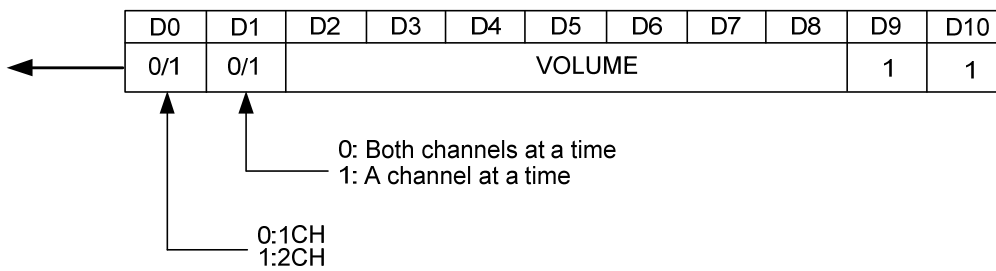 D0 D1 D2 D3 D4 D5 D6 D7 D8 D9 D10
0/1 0/1 VOLUME 1 1
0: Both channels at a time
1: A channel at a time
0:1CH
1:2CH